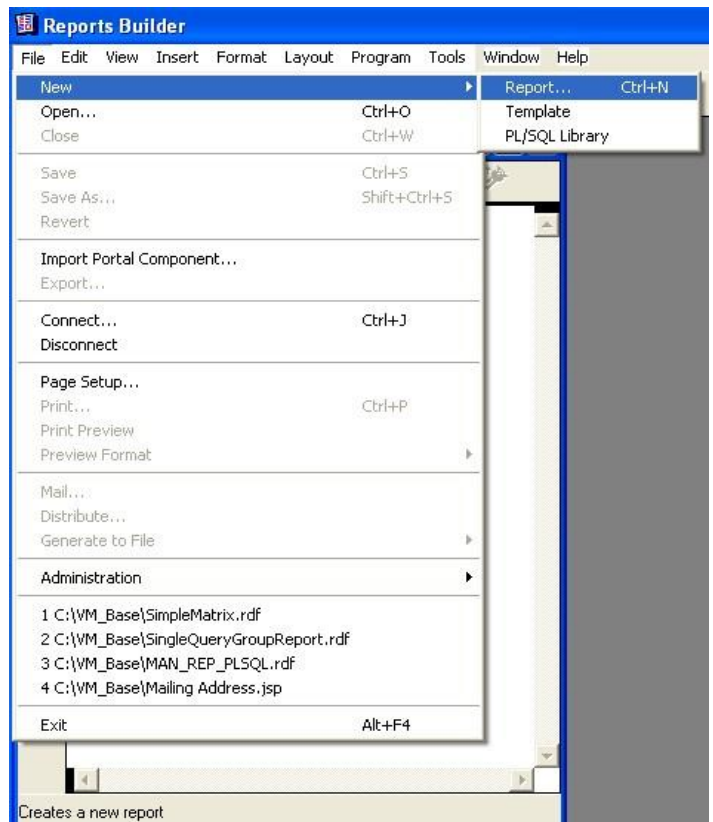 Reports Builder
File Edit View Insert Format Layout Program Tools Window Help
New
Report... Ctrl+N
Open... Ctrl+O
Template
Close Ctrl+W
PL/SQL Library
Save Ctrl+S
Save As... Shift+Ctrl+S
Revert
Import Portal Component...
Export...
Connect... Ctrl+J
Disconnect
Page Setup...
Print... Ctrl+P
Print Preview
Preview Format
Mail...
Distribute...
Generate to File
Administration
1 C:\VM_Base\SimpleMatrix.rdf
2 C:\VM_Base\SingleQueryGroupReport.rdf
3 C:\VM_Base\MAN_REP_PLSQL.rdf
4 C:\VM_Base\Mailing Address.jsp
Exit Alt+F4
Creates a new report